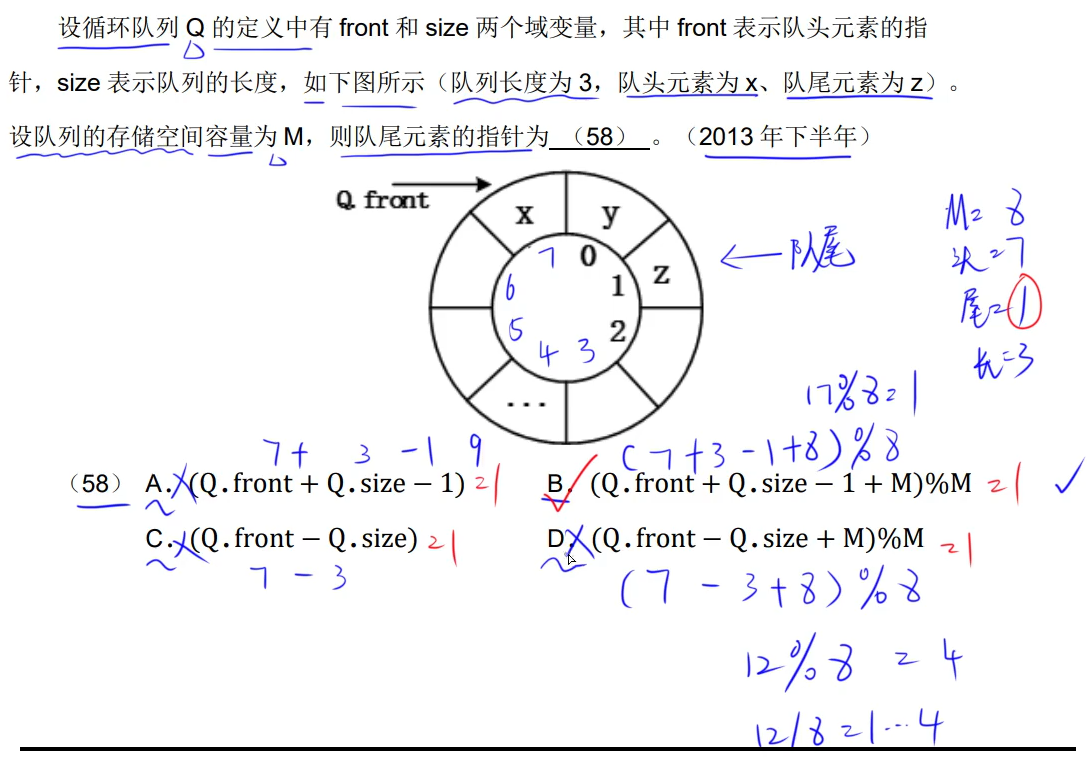 设循环队列 Q 的定义中有 front 和 size 两个域变量，其中 front 表示队头元素的指
针，size 表示队列的长度，如下图所示（队列长度为 3，队头元素为 x、队尾元素为 z）。
设队列的存储空间容量为 M，则队尾元素的指针为 （58） 。（2013 年下半年）
Q. front
x y
z
7 0
6 1
5 2
4 3
...
← 队尾
M = 8
头 = 7
尾 = 1
长 = 3
17%8 = 1
7 + 3 - 1 9
(7+3-1+8)%8
（58） A. (Q.front + Q.size − 1) =1
B. (Q.front + Q.size − 1 + M)%M =1
C. (Q.front − Q.size) =1
D. (Q.front − Q.size + M)%M =1
7 - 3
(7 - 3 + 8) % 8
12%8 = 4
12/8 = 1 ... 4